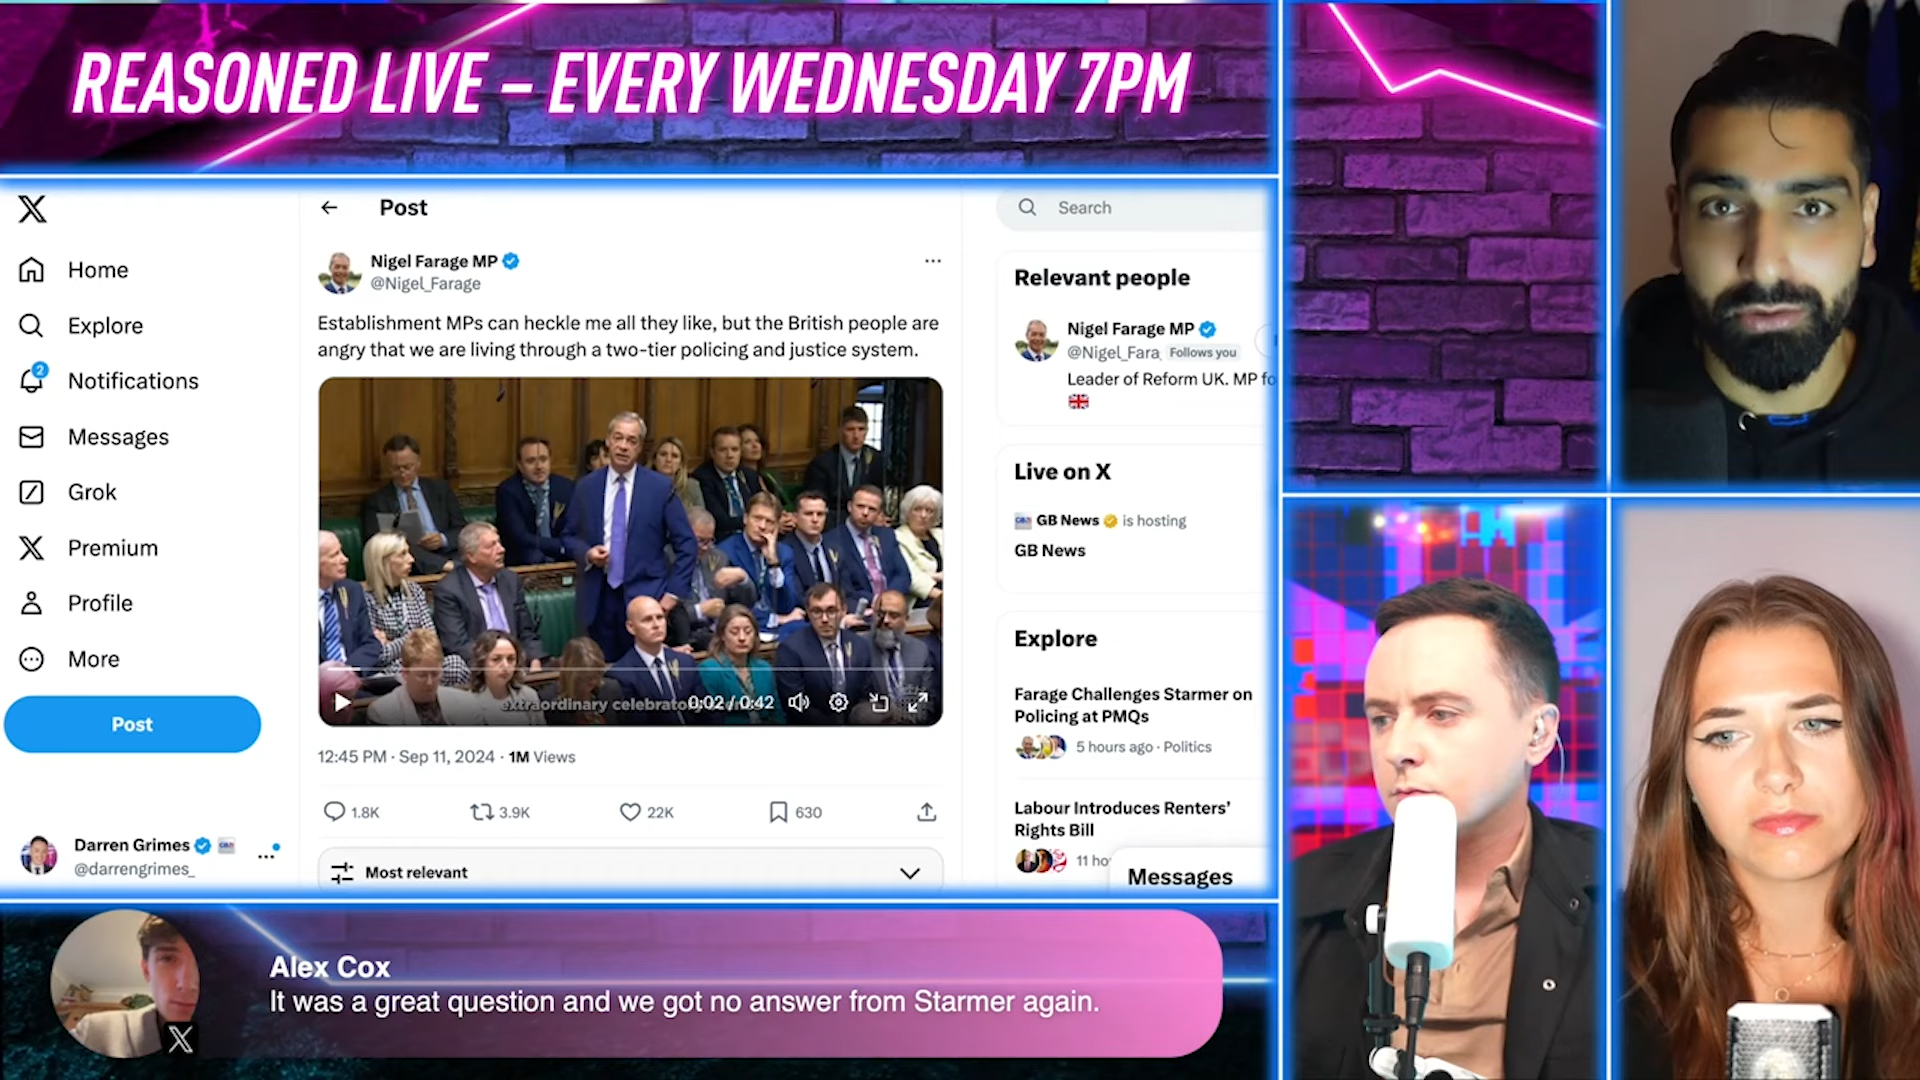 REASONED LIVE – EVERY WEDNESDAY 7PM
Home
Explore
2
Notifications
Messages
Grok
Premium
Profile
More
Post
Darren Grimes
@darrengrimes_
Post
Nigel Farage MP
@Nigel_Farage
Establishment MPs can heckle me all they like, but the British people are
angry that we are living through a two-tier policing and justice system.
extraordinary
0:02 / 0:42
12:45 PM · Sep 11, 2024 · 1M Views
1.8K
3.9K
22K
630
Most relevant
Search
Relevant people
Nigel Farage MP
@Nigel_Fara
Follows you
Leader of Reform UK. MP fo
Live on X
GB News is hosting
GB News
Explore
Farage Challenges Starmer on
Policing at PMQs
5 hours ago · Politics
Labour Introduces Renters'
Rights Bill
11 ho
Messages
Alex Cox
It was a great question and we got no answer from Starmer again.